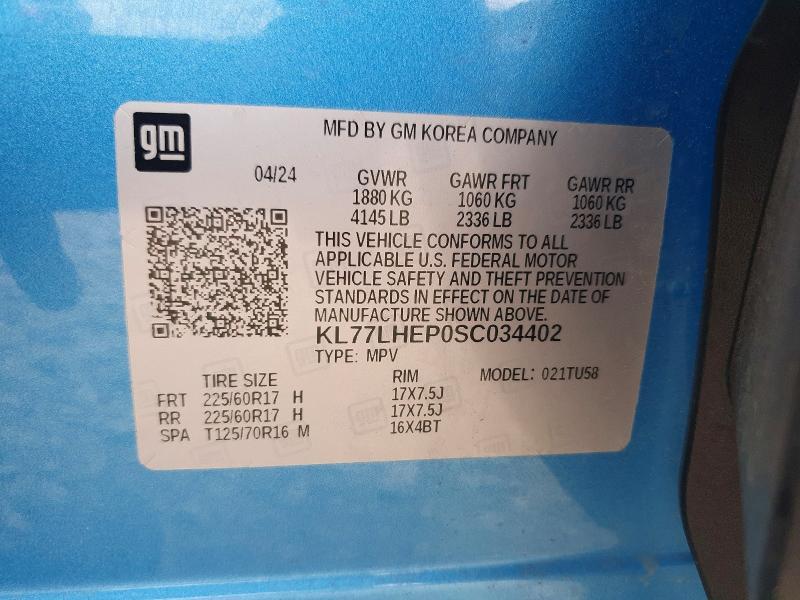 gm
MFD BY GM KOREA COMPANY
04/24
GVWR GAWR FRT GAWR RR
1880 KG 1060 KG 1060 KG
4145 LB 2336 LB 2336 LB
THIS VEHICLE CONFORMS TO ALL
APPLICABLE U.S. FEDERAL MOTOR
VEHICLE SAFETY AND THEFT PREVENTION
STANDARDS IN EFFECT ON THE DATE OF
MANUFACTURE SHOWN ABOVE.
KL77LHEP0SC034402
TYPE: MPV
TIRE SIZE RIM MODEL: 021TU58
FRT 225/60R17 H 17X7.5J
RR 225/60R17 H 17X7.5J
SPA T125/70R16 M 16X4BT